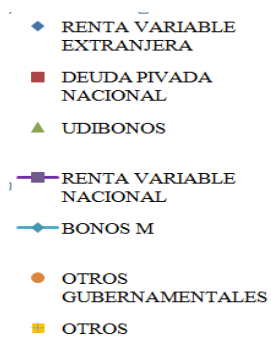 RENTA VARIABLE
EXTRANJERA
DEUDA PIVADA
NACIONAL
UDIBONOS
RENTA VARIABLE
NACIONAL
BONOS M
OTROS
GUBERNAMENTALES
OTROS